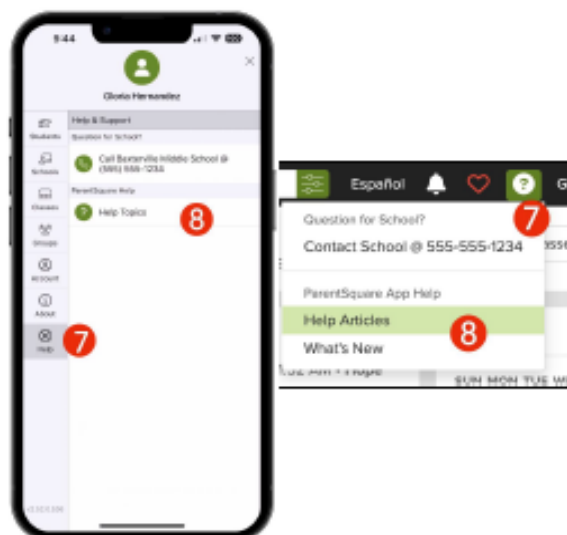 9:44
Gloria Hernandez
Students
Schools
Classes
Groups
Account
About
Help
Help & Support
Question for School?
Call Baxterville Middle School @
(555) 555-1234
ParentSquare Help
Help Topics
8
7
Español
?
G
7
Question for School?
Contact School @ 555-555-1234
ParentSquare App Help
Help Articles
8
What's New
SUN MON TUE W